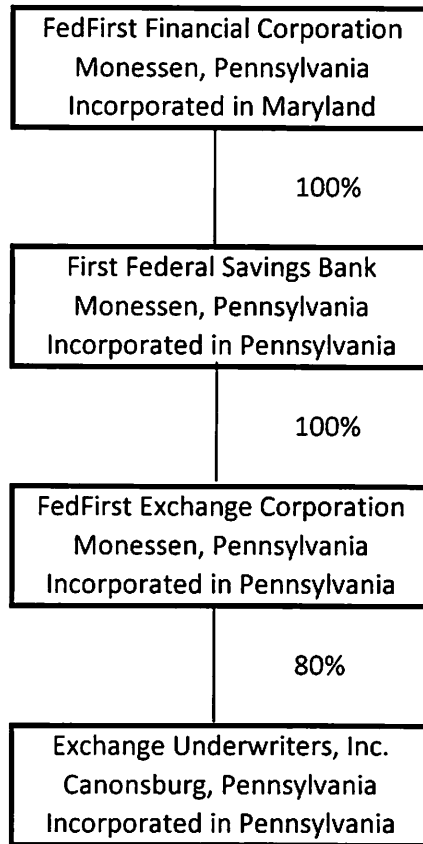 FedFirst Financial Corporation
Monessen, Pennsylvania
Incorporated in Maryland
100%
First Federal Savings Bank
Monessen, Pennsylvania
Incorporated in Pennsylvania
100%
FedFirst Exchange Corporation
Monessen, Pennsylvania
Incorporated in Pennsylvania
80%
Exchange Underwriters, Inc.
Canonsburg, Pennsylvania
Incorporated in Pennsylvania